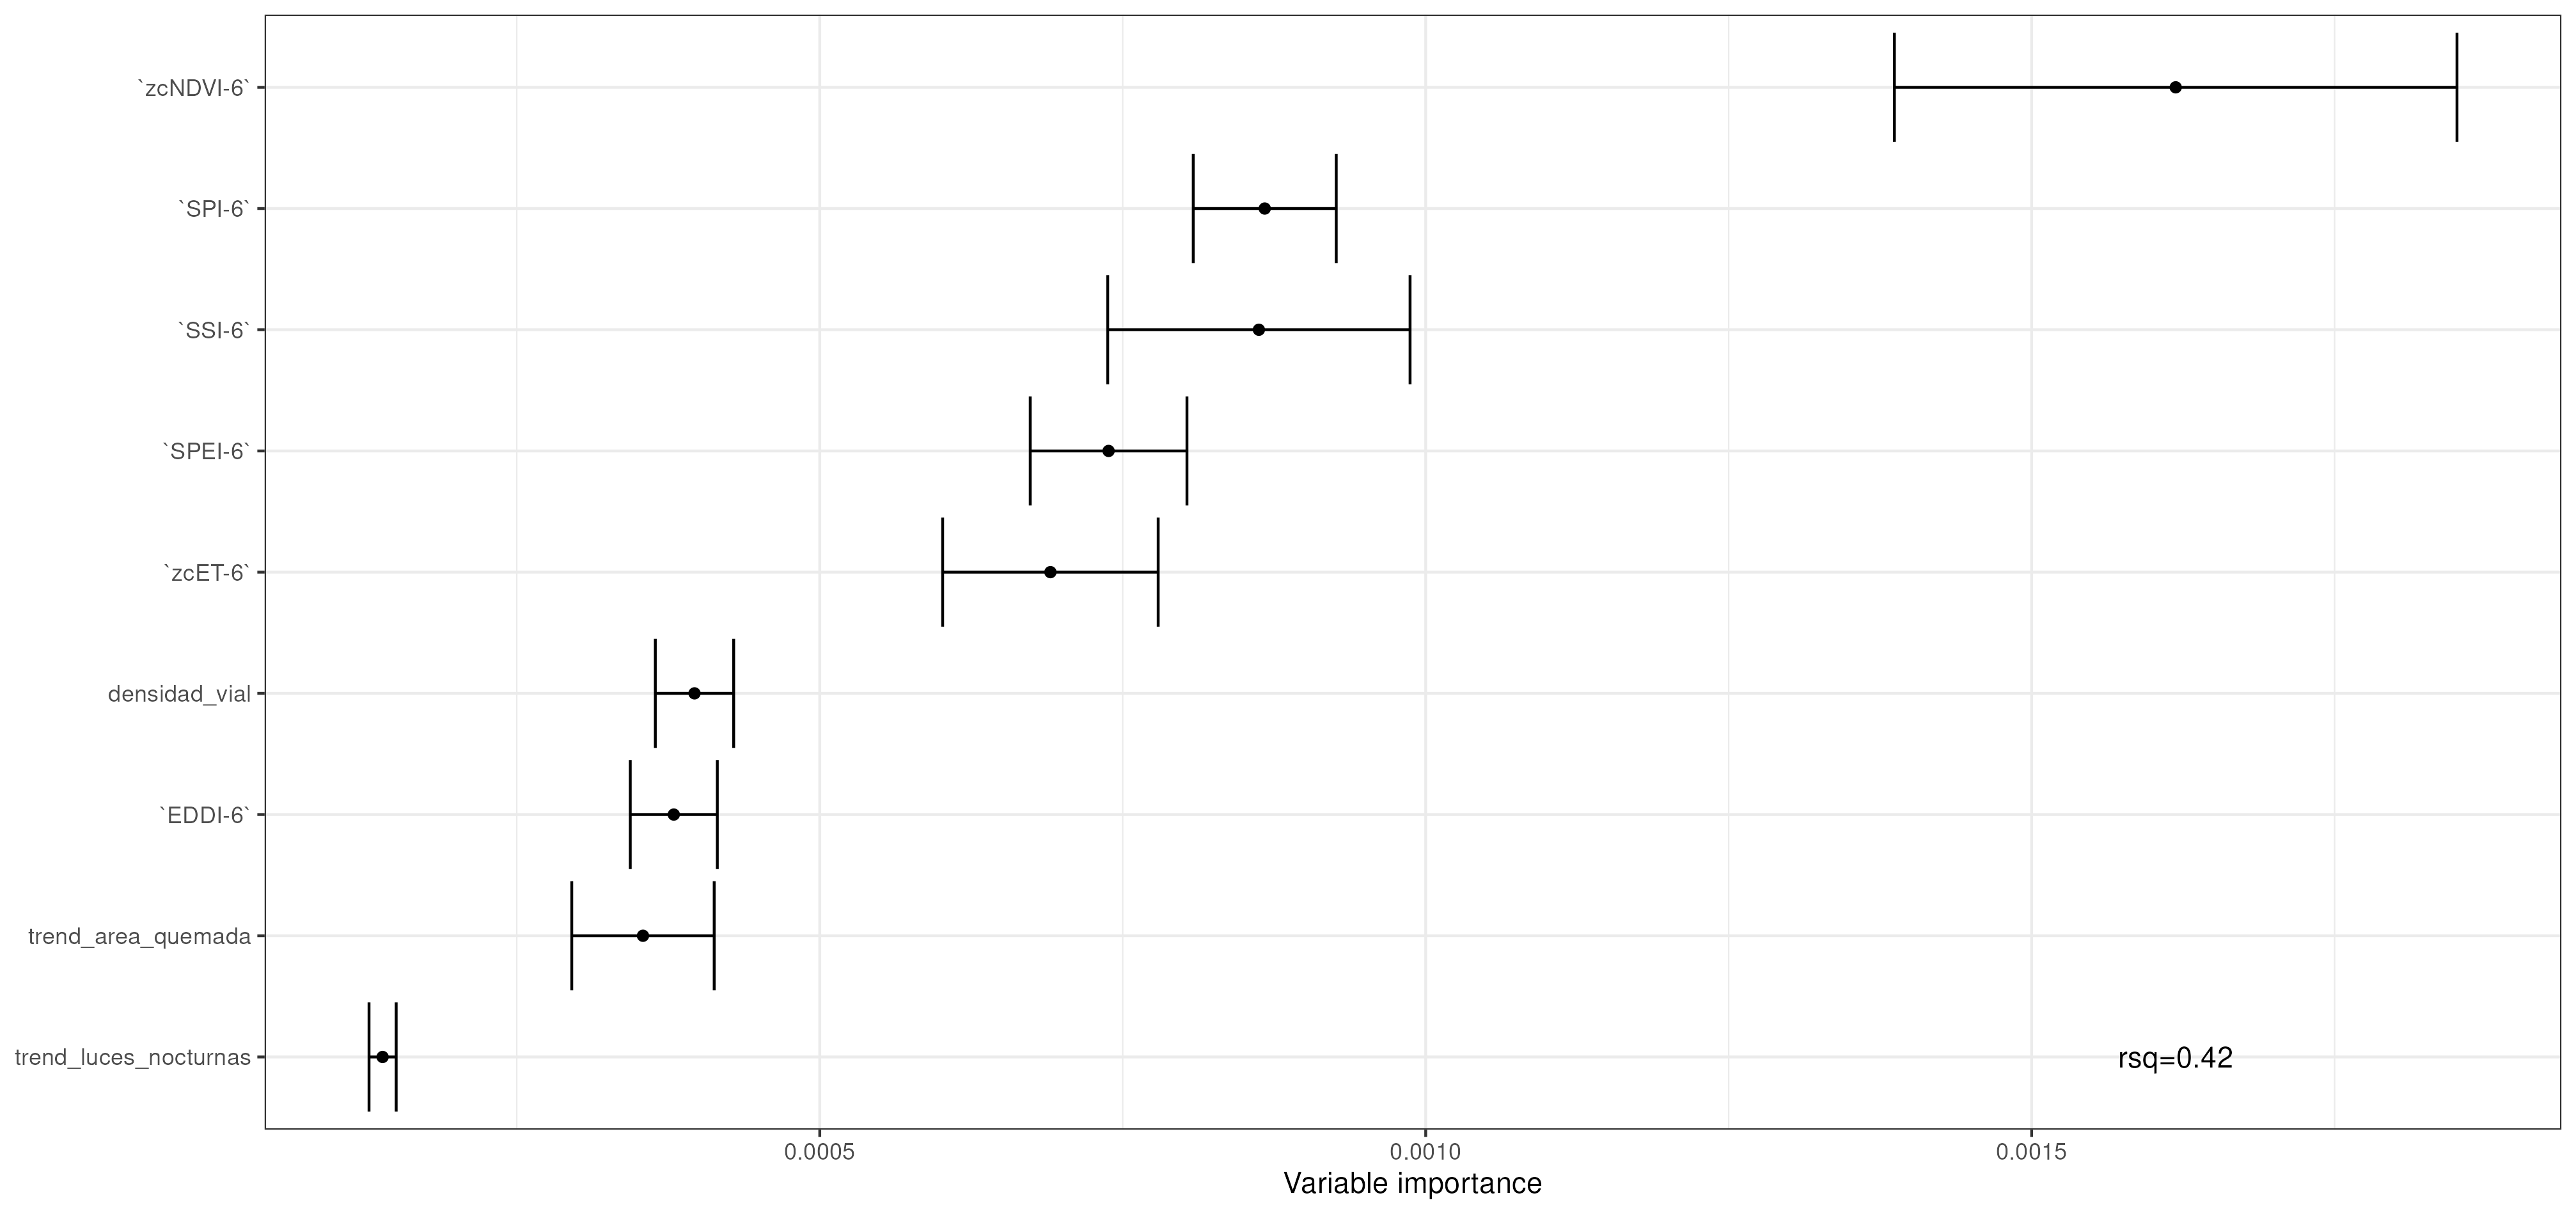 `zcNDVI-6`
`SPI-6`
`SSI-6`
`SPEI-6`
`zcET-6`
densidad_vial
`EDDI-6`
trend_area_quemada
trend_luces_nocturnas
rsq=0.42
0.0005
0.0010
0.0015
Variable importance